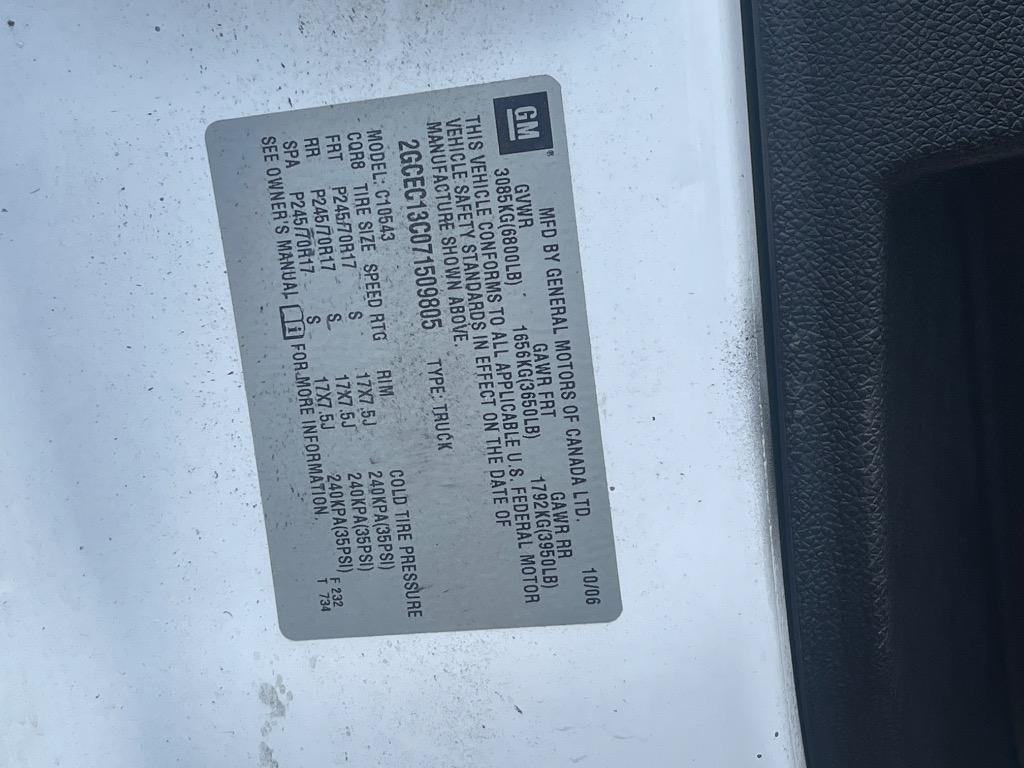 GM
MFD BY GENERAL MOTORS OF CANADA LTD. 10/06
GVWR GAWR FRT GAWR RR
3085KG(6800LB) 1656KG(3650LB) 1792KG(3950LB)
THIS VEHICLE CONFORMS TO ALL APPLICABLE U.S. FEDERAL MOTOR
VEHICLE SAFETY STANDARDS IN EFFECT ON THE DATE OF
MANUFACTURE SHOWN ABOVE.
2GCEC13C071509805 TYPE: TRUCK
MODEL: C10543 COLD TIRE PRESSURE
CQR8 TIRE SIZE SPEED RTG RIM
FRT P245/70R17 S 17X7.5J 240KPA(35PSI)
RR P245/70R17 S 17X7.5J 240KPA(35PSI)
SPA P245/70R17 S 17X7.5J 240KPA(35PSI) F 232
SEE OWNER'S MANUAL FOR MORE INFORMATION. T 734